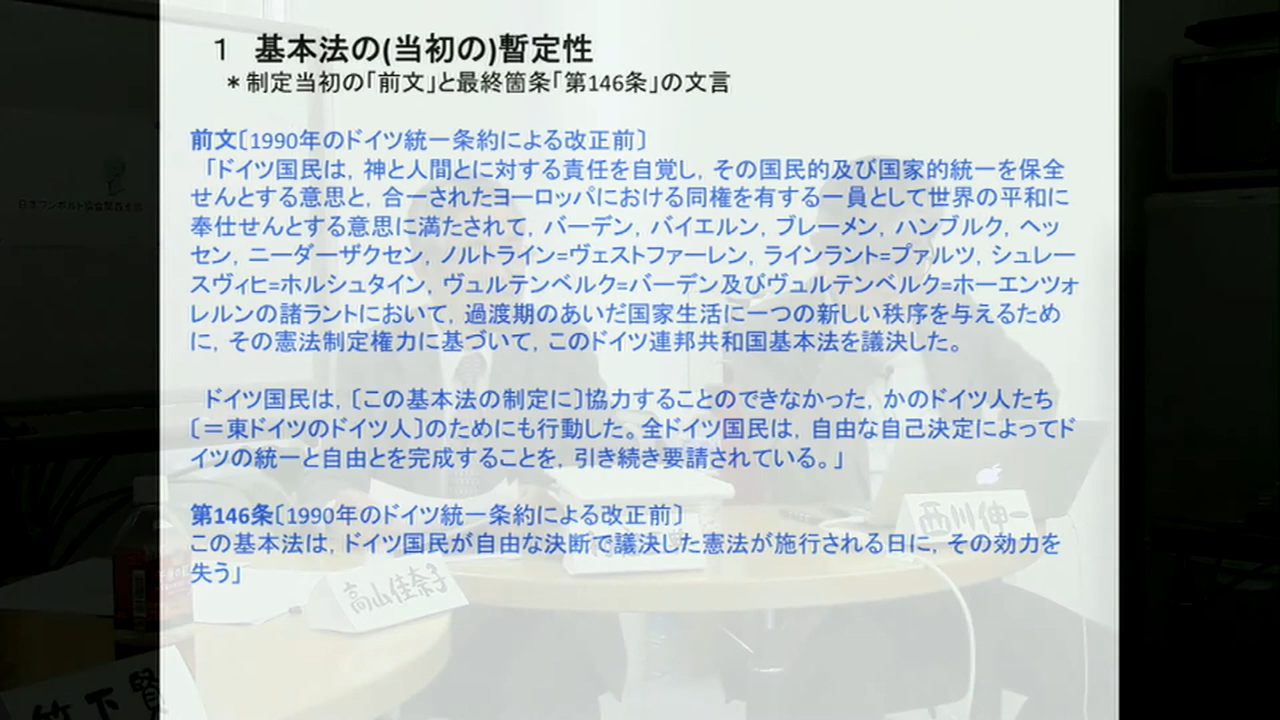 1 基本法の(当初の)暫定性
＊制定当初の「前文」と最終箇条「第146条」の文言
前文〔1990年のドイツ統一条約による改正前〕
「ドイツ国民は，神と人間とに対する責任を自覚し，その国民的及び国家的統一を保全
せんとする意思と，合一されたヨーロッパにおける同権を有する一員として世界の平和に
奉仕せんとする意思に満たされて，バーデン，バイエルン，ブレーメン，ハンブルク，ヘッ
セン，ニーダーザクセン，ノルトライン=ヴェストファーレン，ラインラント=プァルツ，シュレー
スヴィヒ=ホルシュタイン，ヴュルテンベルク=バーデン及びヴュルテンベルク=ホーエンツォ
レルンの諸ラントにおいて，過渡期のあいだ国家生活に一つの新しい秩序を与えるため
に，その憲法制定権力に基づいて，このドイツ連邦共和国基本法を議決した。
ドイツ国民は，〔この基本法の制定に〕協力することのできなかった，かのドイツ人たち
〔＝東ドイツのドイツ人〕のためにも行動した。全ドイツ国民は，自由な自己決定によってド
イツの統一と自由とを完成することを，引き続き要請されている。」
第146条〔1990年のドイツ統一条約による改正前〕
この基本法は，ドイツ国民が自由な決断で議決した憲法が施行される日に，その効力を
失う」
西川伸一
高山佳奈子
竹下賢